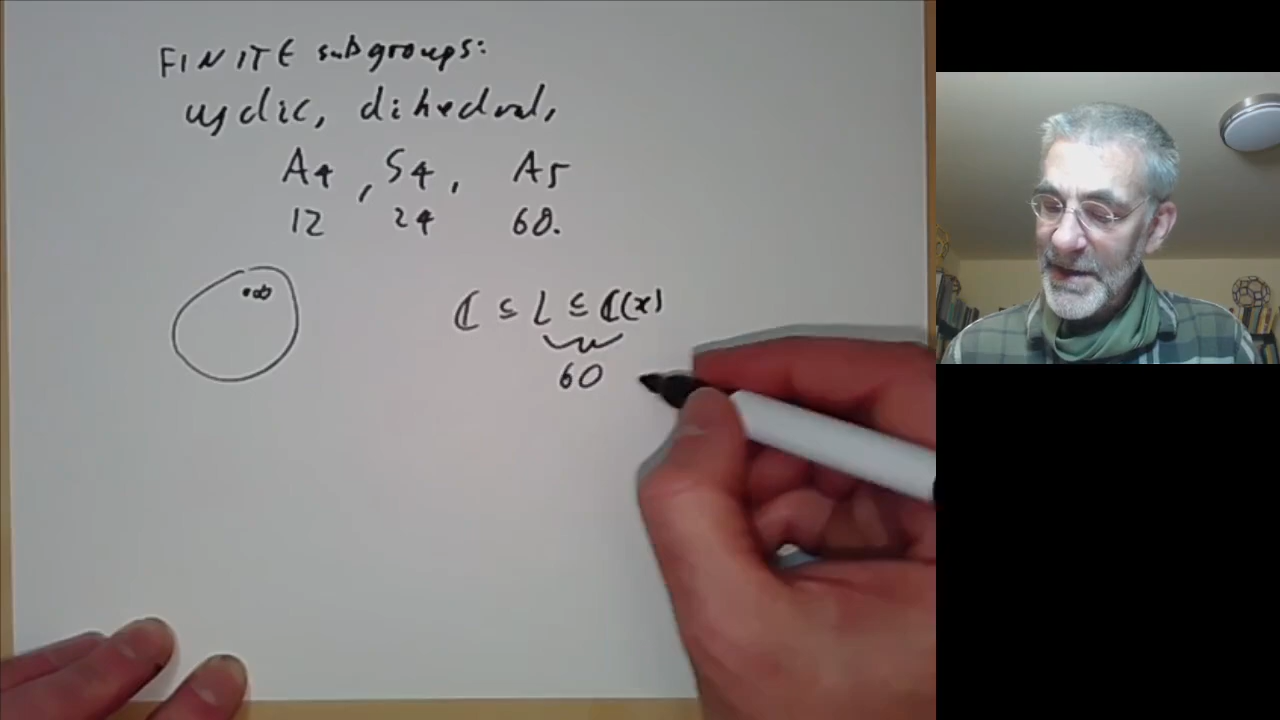 FINITE subgroups:
cyclic, dihedral,
A4, S4, A5
12 24 60.
ℂ ⊆ L ⊆ ℂ(x)
60